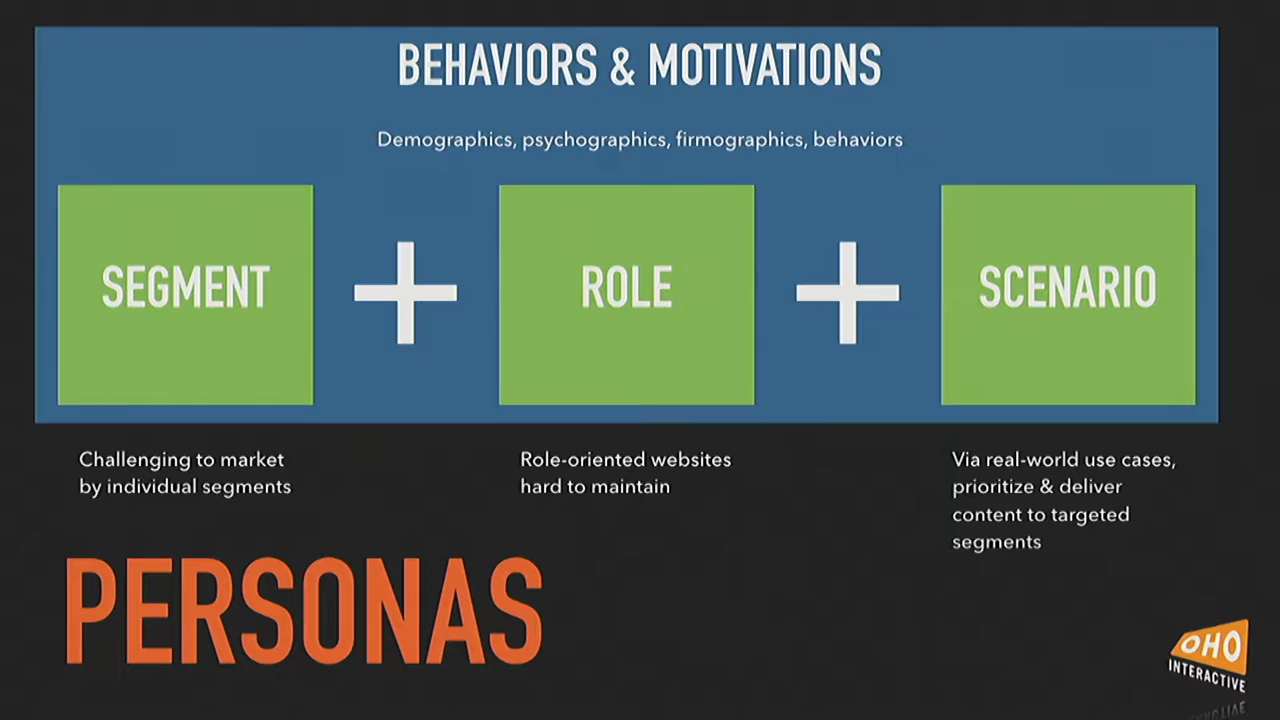 BEHAVIORS & MOTIVATIONS
Demographics, psychographics, firmographics, behaviors
SEGMENT
ROLE
SCENARIO
Challenging to market
by individual segments
Role-oriented websites
hard to maintain
Via real-world use cases,
prioritize & deliver
content to targeted
segments
PERSONAS
OHO
INTERACTIVE